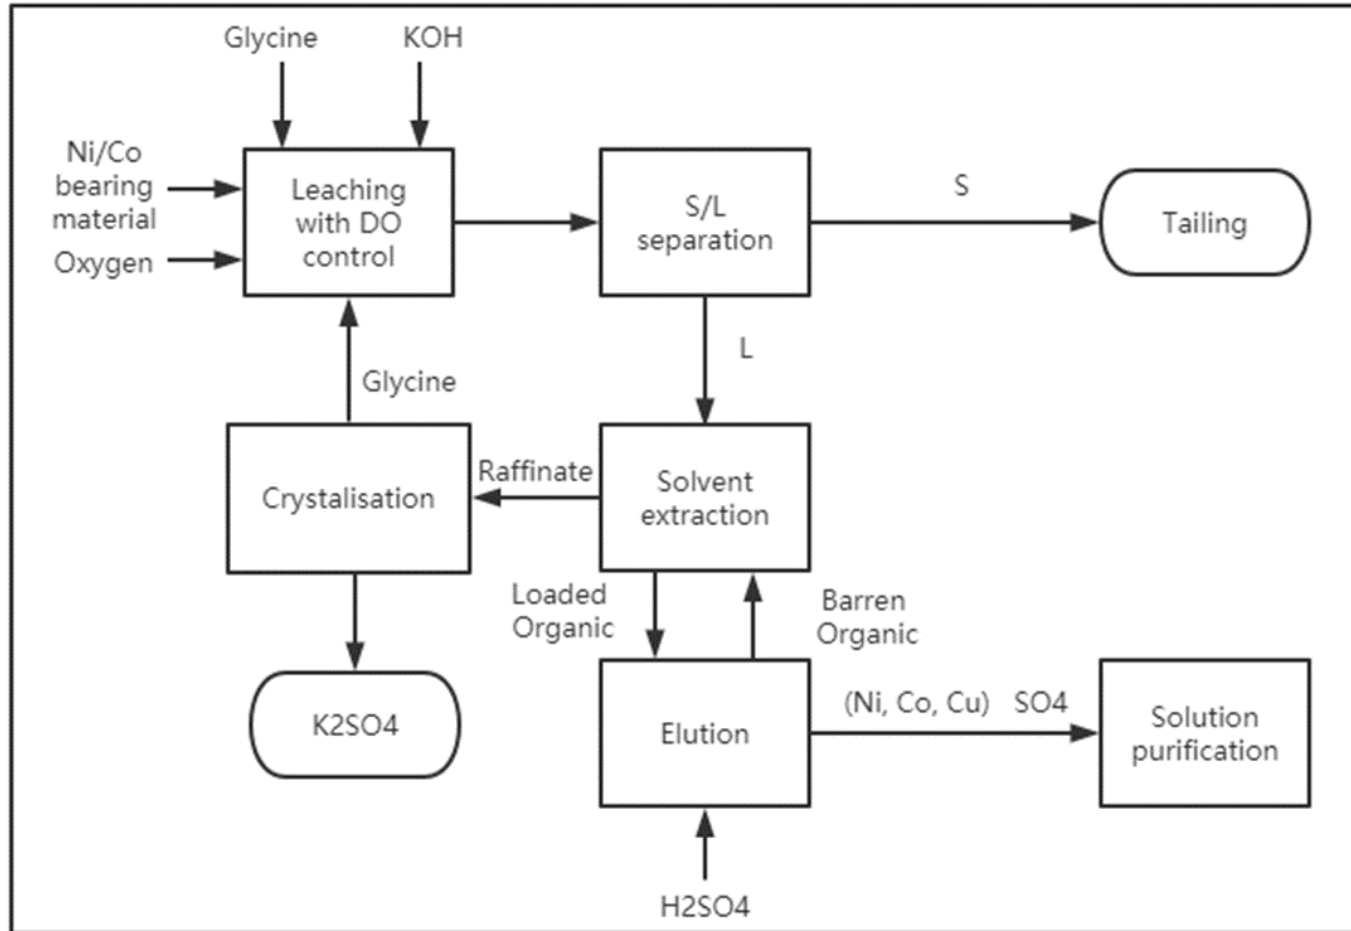 Glycine
KOH
Ni/Co
bearing
material
Oxygen
Leaching
with DO
control
S/L
separation
S
Tailing
L
Glycine
Crystalisation
Raffinate
Solvent
extraction
Loaded
Organic
Barren
Organic
K2SO4
Elution
(Ni, Co, Cu) SO4
Solution
purification
H2SO4